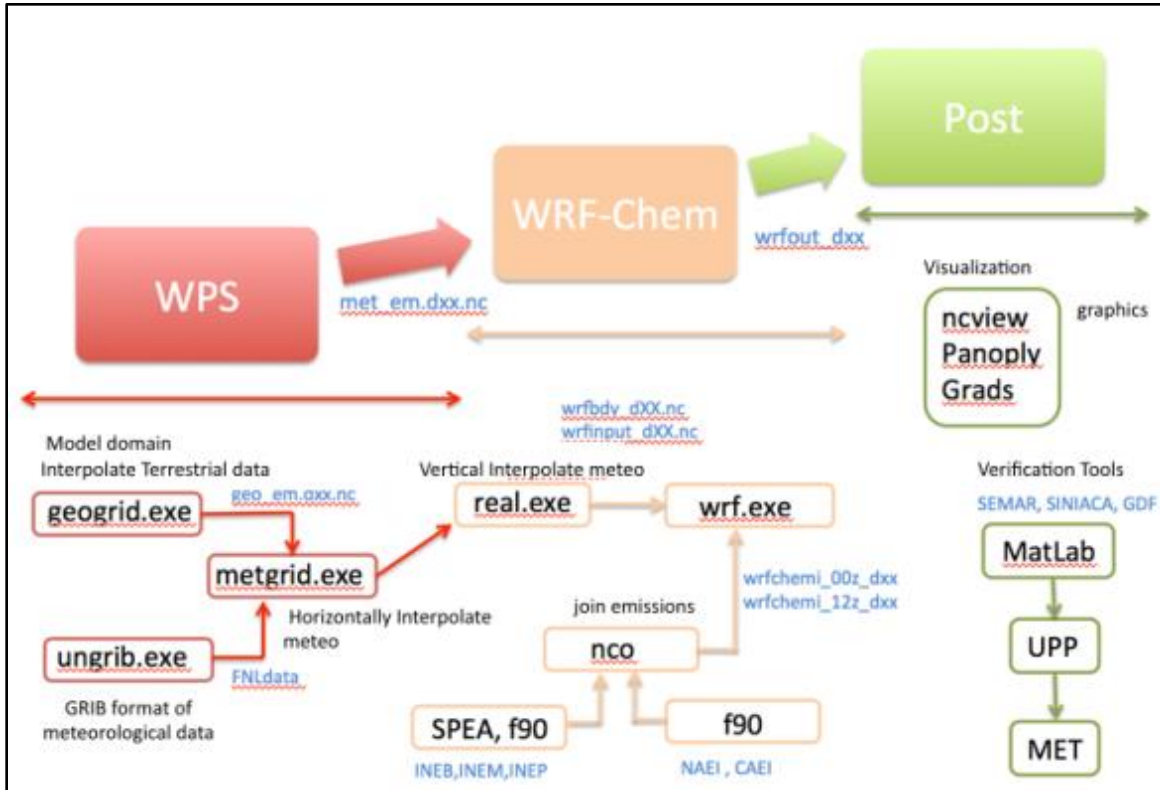 Post
WRF-Chem
WPS
wrfout_dxx
met_em.dxx.nc
Visualization
ncview
Panoply
Grads
graphics
wrfbdy_dXX.nc
wrfinput_dXX.nc
Model domain
Interpolate Terrestrial data
geo_em.dxx.nc
geogrid.exe
metgrid.exe
Horizontally Interpolate
meteo
ungrib.exe
FNLdata
GRIB format of
meteorological data
Vertical Interpolate meteo
real.exe
wrf.exe
wrfchemi_00z_dxx
wrfchemi_12z_dxx
join emissions
nco
SPEA, f90
INEB,INEM,INEP
f90
NAEI , CAEI
Verification Tools
SEMAR, SINIACA, GDF
MatLab
UPP
MET